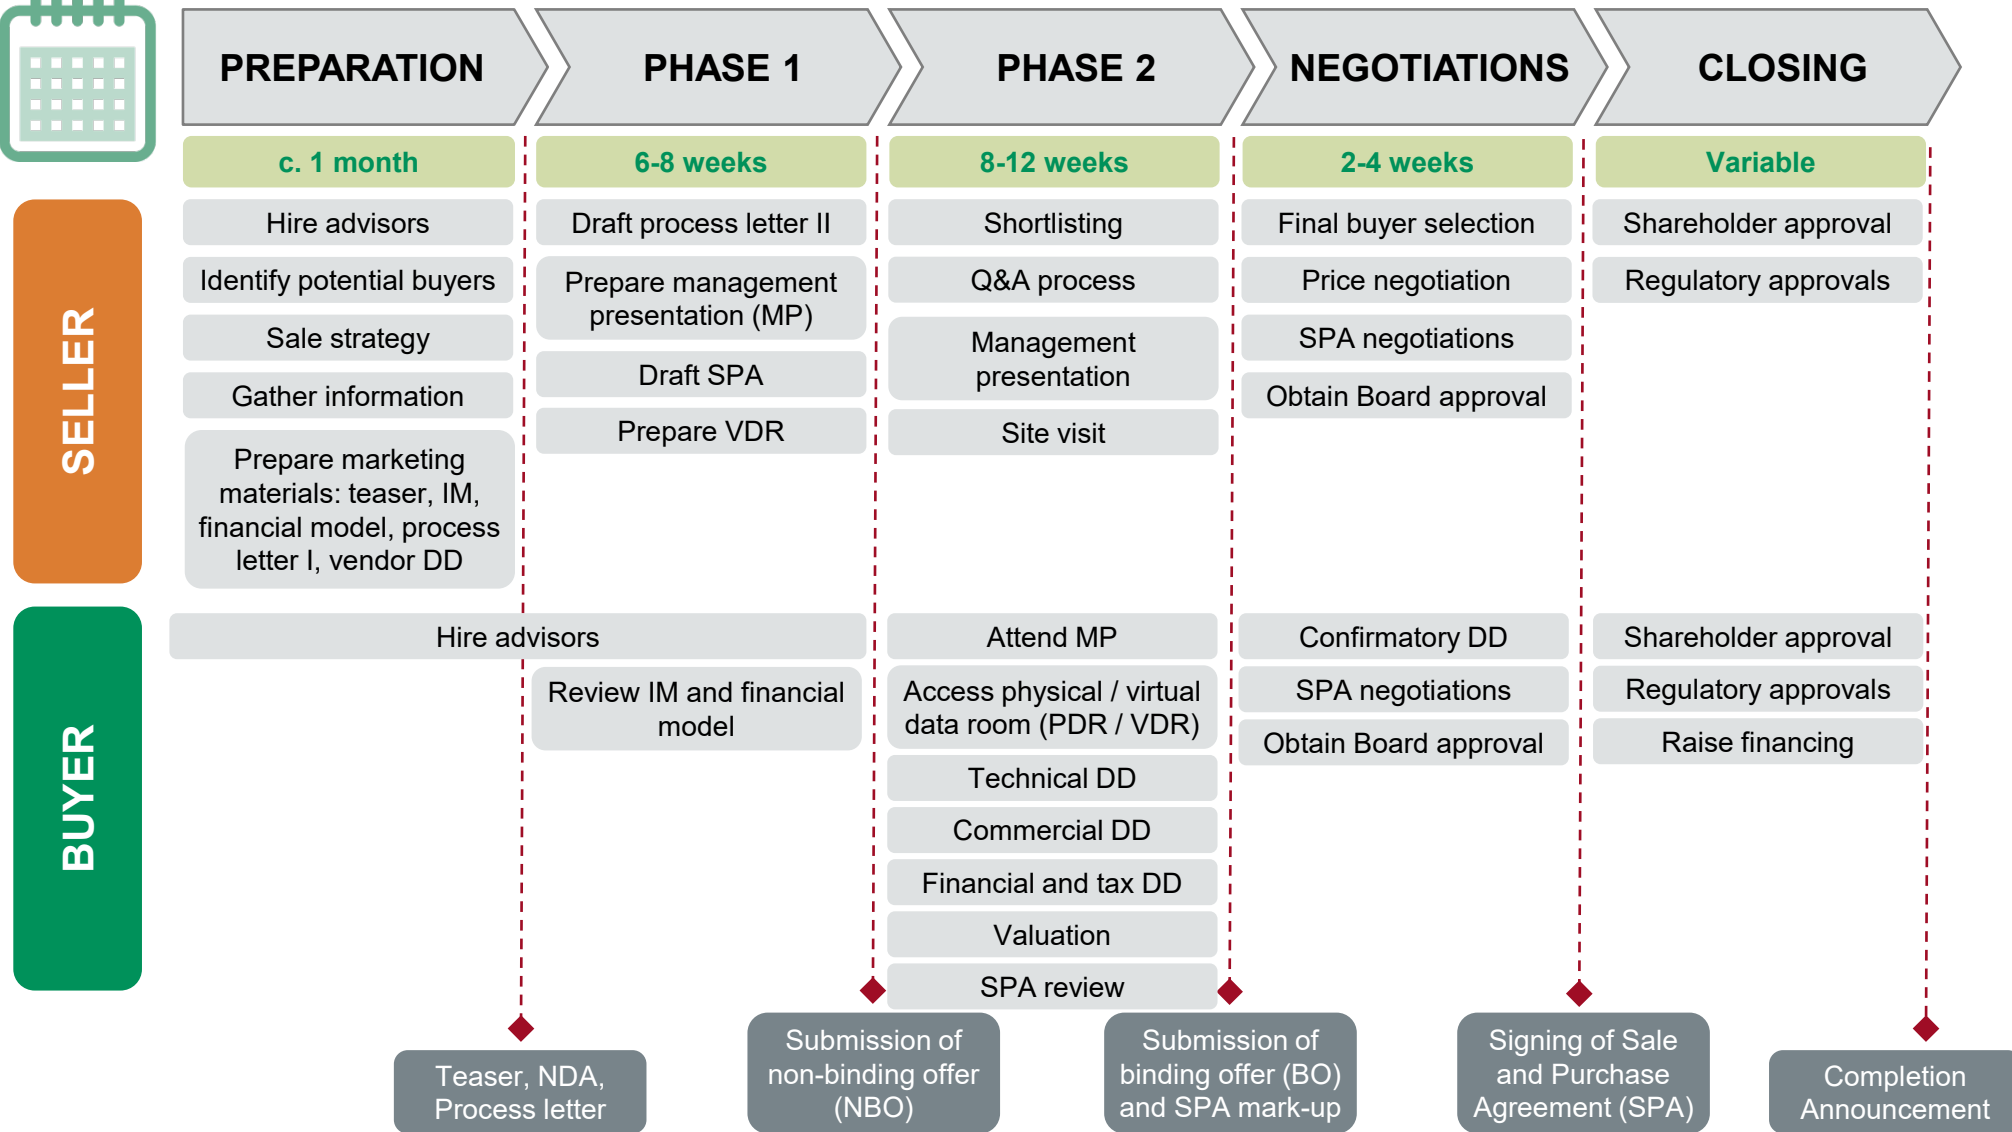 PREPARATION
PHASE 1
PHASE 2
NEGOTIATIONS
CLOSING
c. 1 month
6-8 weeks
8-12 weeks
2-4 weeks
Variable
SELLER
Hire advisors
Identify potential buyers
Sale strategy
Gather information
Prepare marketing
materials: teaser, IM,
financial model, process
letter I, vendor DD
Draft process letter II
Prepare management
presentation (MP)
Draft SPA
Prepare VDR
Shortlisting
Q&A process
Management
presentation
Site visit
Final buyer selection
Price negotiation
SPA negotiations
Obtain Board approval
Shareholder approval
Regulatory approvals
BUYER
Hire advisors
Review IM and financial
model
Attend MP
Access physical / virtual
data room (PDR / VDR)
Technical DD
Commercial DD
Financial and tax DD
Valuation
SPA review
Confirmatory DD
SPA negotiations
Obtain Board approval
Shareholder approval
Regulatory approvals
Raise financing
Teaser, NDA,
Process letter
Submission of
non-binding offer
(NBO)
Submission of
binding offer (BO)
and SPA mark-up
Signing of Sale
and Purchase
Agreement (SPA)
Completion
Announcement